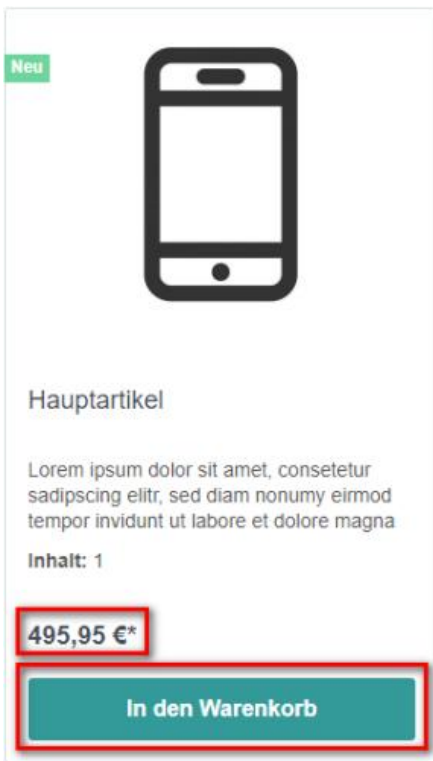 Neu
Hauptartikel
Lorem ipsum dolor sit amet, consetetur
sadipscing elitr, sed diam nonumy eirmod
tempor invidunt ut labore et dolore magna
Inhalt: 1
495,95 €*
In den Warenkorb